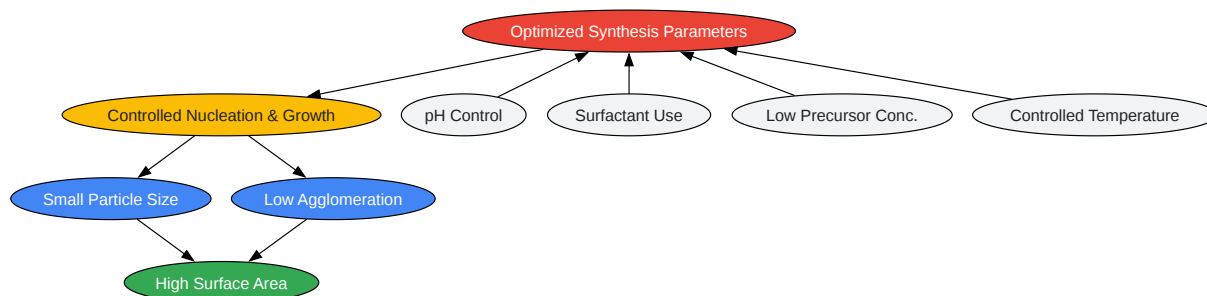 Optimized Synthesis Parameters
Controlled Nucleation & Growth
pH Control
Surfactant Use
Low Precursor Conc.
Controlled Temperature
Small Particle Size
Low Agglomeration
High Surface Area